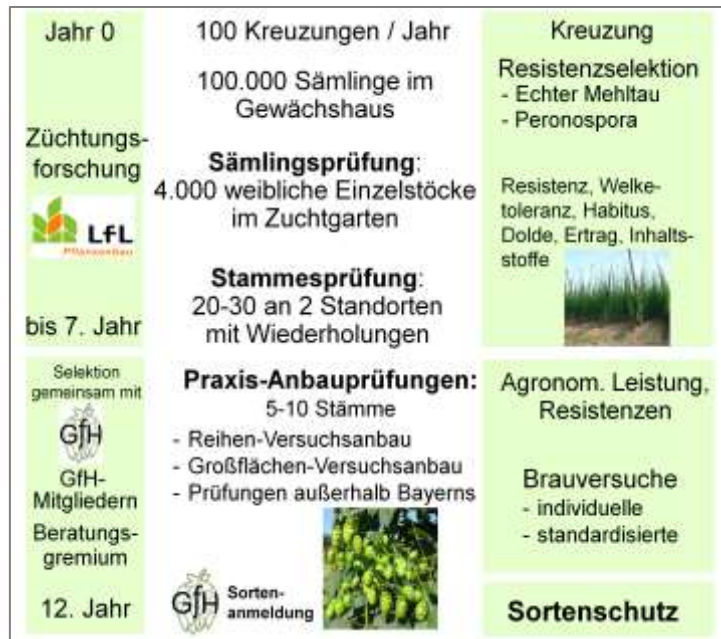 Jahr 0
Züchtungs-
forschung
LfL
Pflanzenbau
bis 7. Jahr
Selektion
gemeinsam mit
GfH
GfH-
Mitgliedern
Beratungs-
gremium
12. Jahr
100 Kreuzungen / Jahr
100.000 Sämlinge im
Gewächshaus
Sämlingsprüfung:
4.000 weibliche Einzelstöcke
im Zuchtgarten
Stammesprüfung:
20-30 an 2 Standorten
mit Wiederholungen
Praxis-Anbauprüfungen:
5-10 Stämme
- Reihen-Versuchsanbau
- Großflächen-Versuchsanbau
- Prüfungen außerhalb Bayerns
GfH
Sorten-
anmeldung
Kreuzung
Resistenzselektion
- Echter Mehltau
- Peronospora
Resistenz, Welke-
toleranz, Habitus,
Dolde, Ertrag, Inhalts-
stoffe
Agronom. Leistung,
Resistenzen
Brauversuche
- individuelle
- standardisierte
Sortenschutz